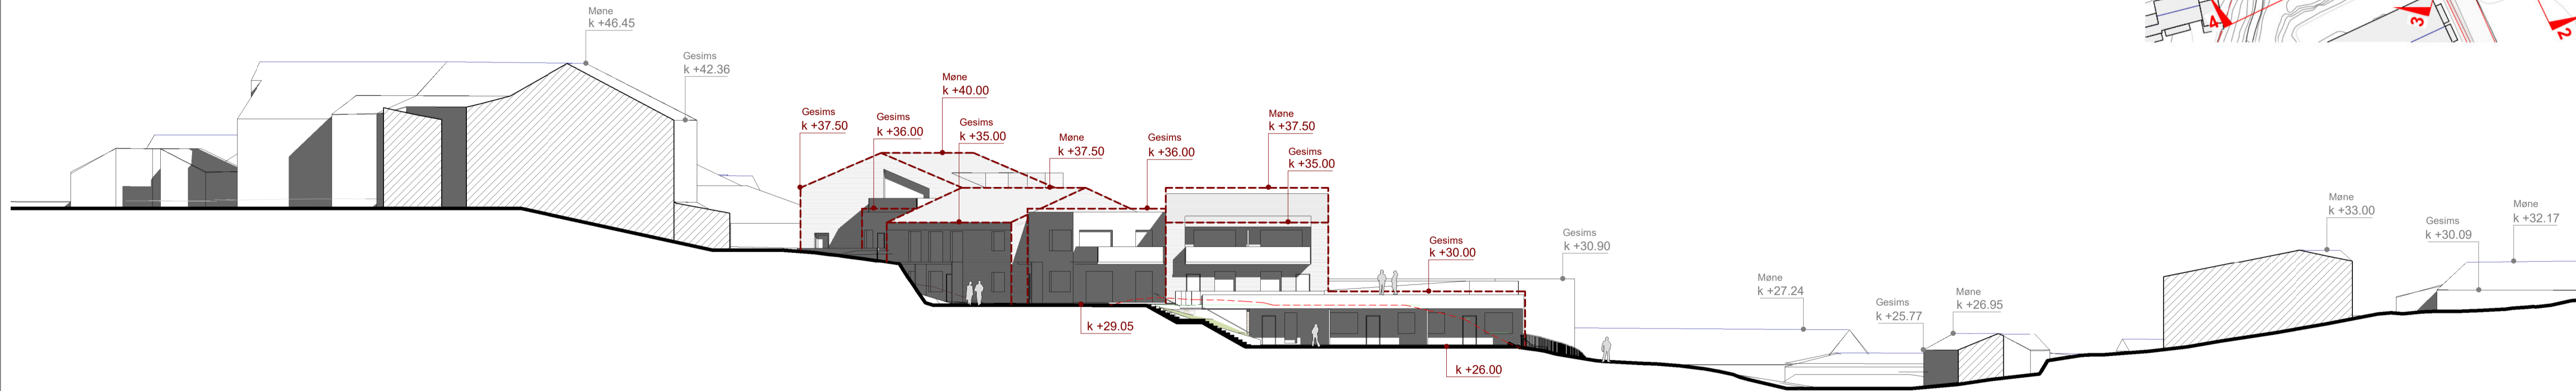 Møne
k +46.45
Gesims
k +42.36
Gesims
k +37.50
Gesims
k +36.00
Møne
k +40.00
Gesims
k +35.00
Møne
k +37.50
Gesims
k +36.00
Møne
k +37.50
Gesims
k +35.00
Gesims
k +30.00
Gesims
k +30.90
k +29.05
k +26.00
Møne
k +27.24
Gesims
k +25.77
Møne
k +26.95
Møne
k +33.00
Gesims
k +30.09
Møne
k +32.17
4
3
2